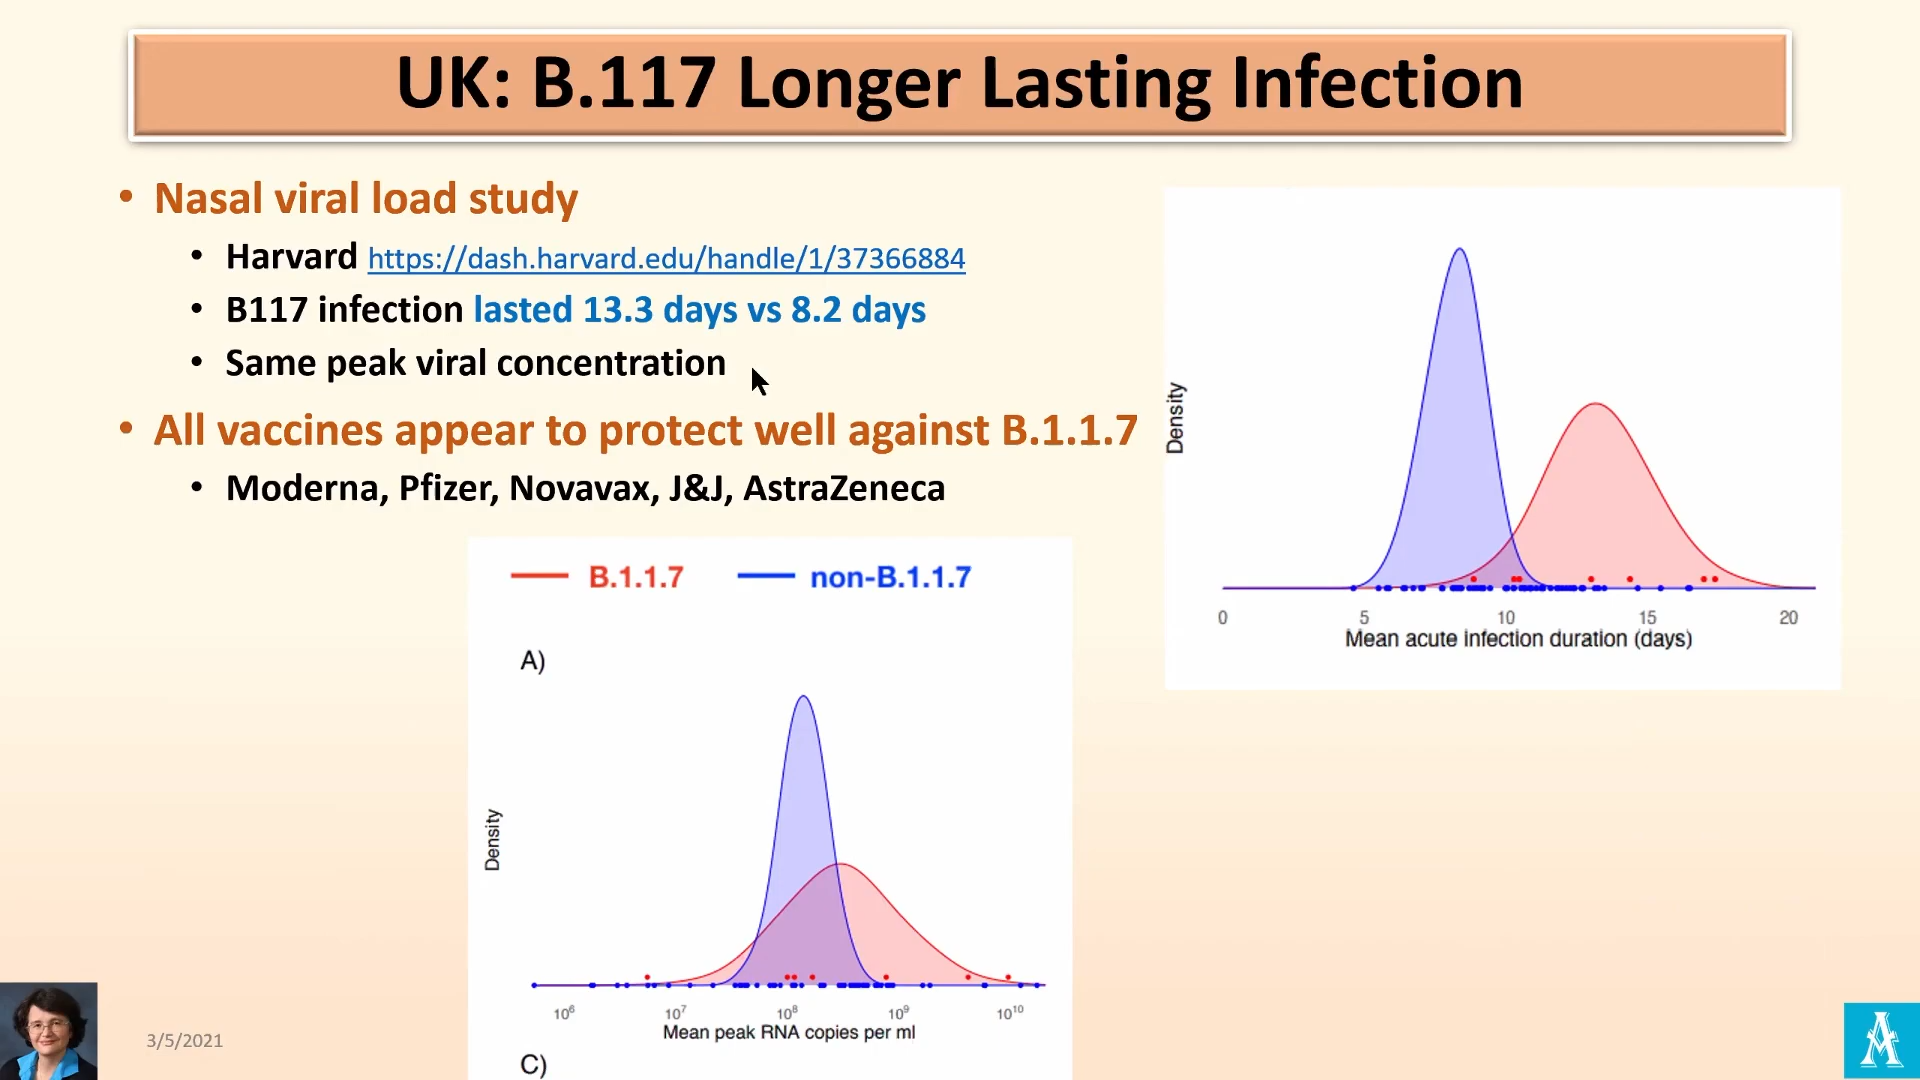 UK: B.117 Longer Lasting Infection
• Nasal viral load study
• Harvard https://dash.harvard.edu/handle/1/37366884
• B117 infection lasted 13.3 days vs 8.2 days
• Same peak viral concentration
• All vaccines appear to protect well against B.1.1.7
• Moderna, Pfizer, Novavax, J&J, AstraZeneca
Density
0 5 10 15 20
Mean acute infection duration (days)
B.1.1.7 non-B.1.1.7
A)
Density
10⁶ 10⁷ 10⁸ 10⁹ 10¹⁰
Mean peak RNA copies per ml
C)
3/5/2021
A